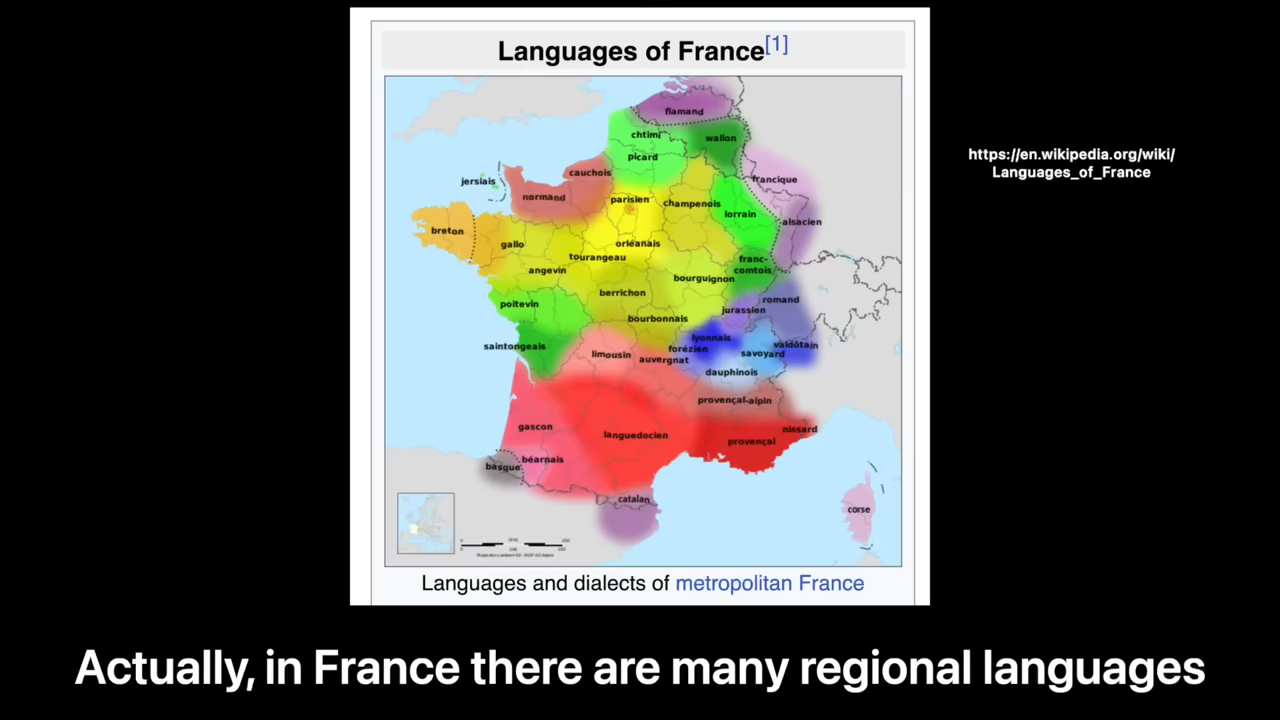 Languages of France[1]
flamand
chtimi
wallon
picard
cauchois
francique
jersiais
normand
parisien
champenois
lorrain
alsacien
breton
gallo
orléanais
tourangeau
franc-
comtois
angevin
bourguignon
berrichon
poitevin
romand
jurassien
bourbonnais
lyonnais
saintongeais
forézien
valdôtain
limousin
auvergnat
savoyard
dauphinois
provençal-alpin
gascon
languedocien
nissard
provençal
béarnais
basque
catalan
corse
Languages and dialects of metropolitan France
https://en.wikipedia.org/wiki/
Languages_of_France
Actually, in France there are many regional languages